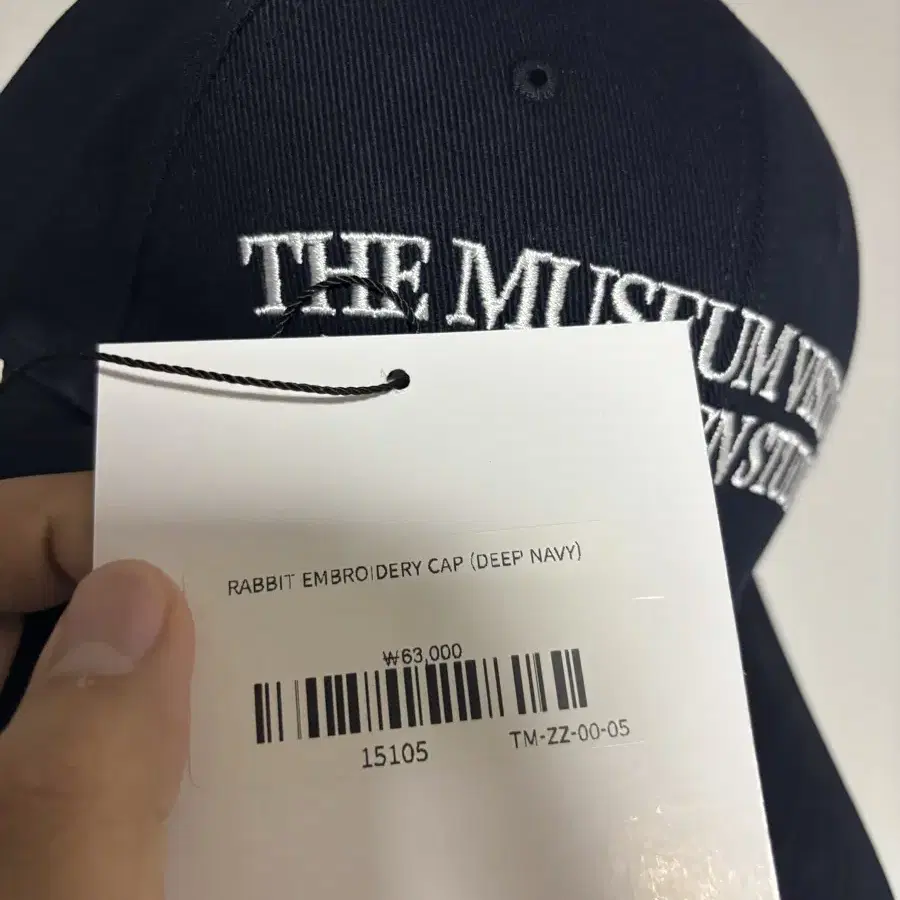 THE MUSEUM
RABBIT EMBROIDERY CAP (DEEP NAVY)
₩63,000
15105
TM-ZZ-00-05